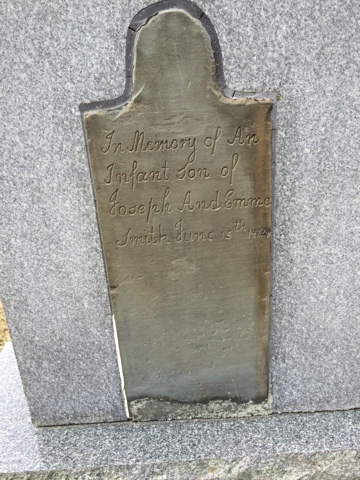 In Memory of An
Infant Son of
Joseph And Emma
Smith June 15th 1828